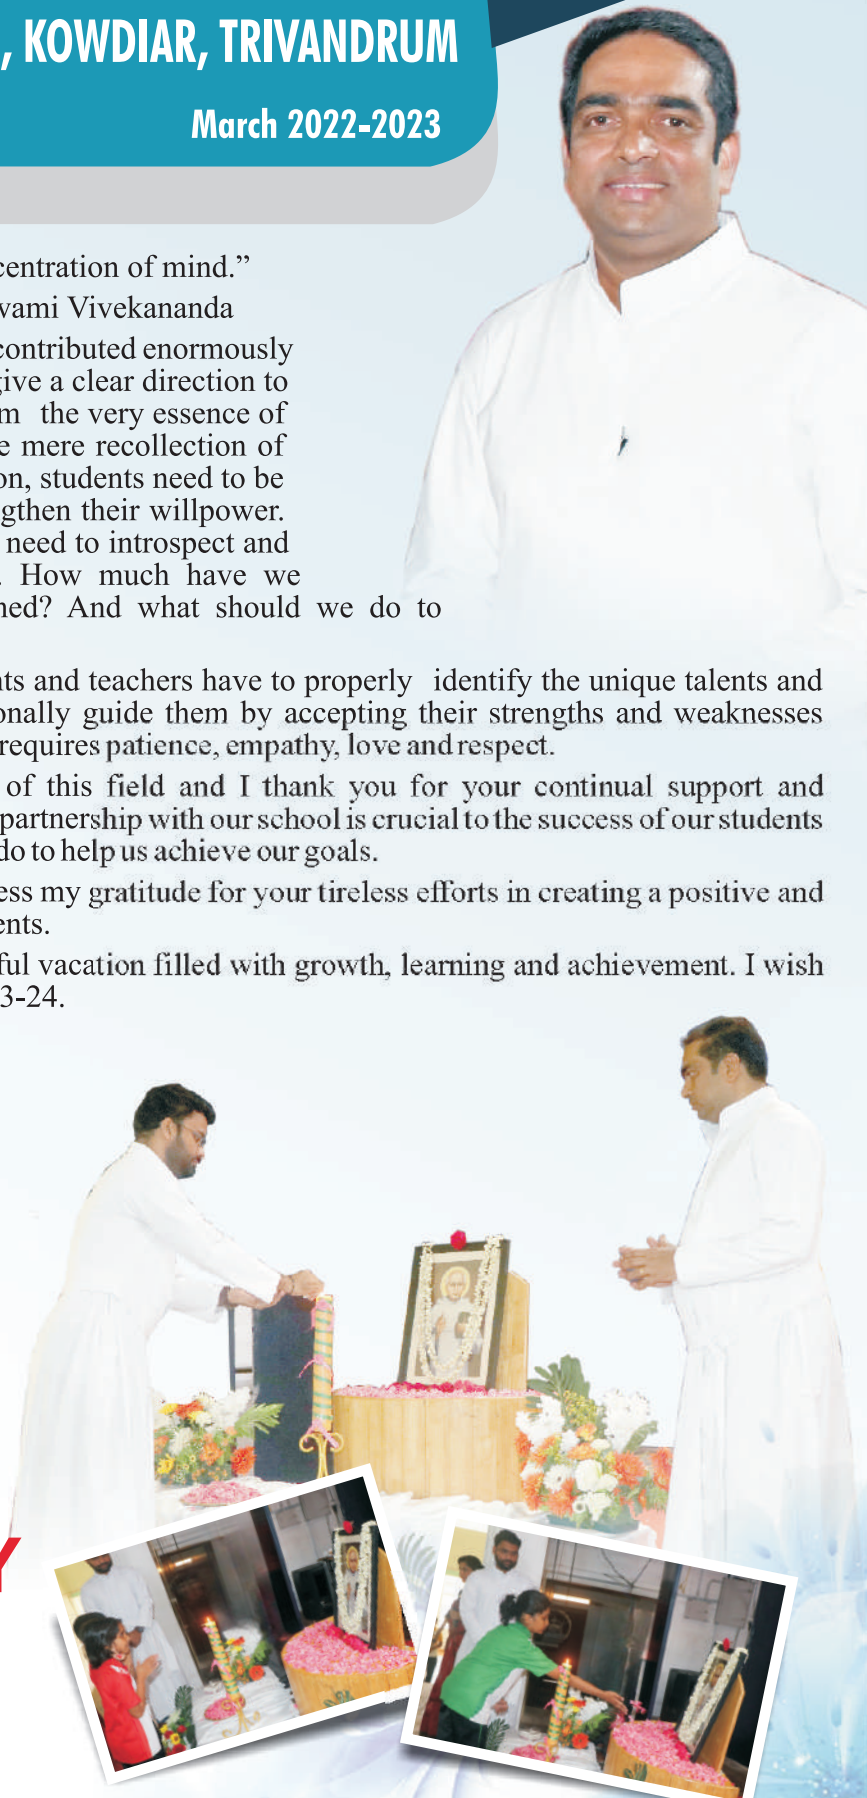 , KOWDIAR, TRIVANDRUM
March 2022-2023
centration of mind.”
wami Vivekananda
contributed enormously
give a clear direction to
m the very essence of
e mere recollection of
on, students need to be
gthen their willpower.
need to introspect and
. How much have we
ned? And what should we do to
nts and teachers have to properly identify the unique talents and
onally guide them by accepting their strengths and weaknesses
requires patience, empathy, love and respect.
of this field and I thank you for your continual support and
partnership with our school is crucial to the success of our students
do to help us achieve our goals.
ess my gratitude for your tireless efforts in creating a positive and
ents.
ful vacation filled with growth, learning and achievement. I wish
3-24.
Y